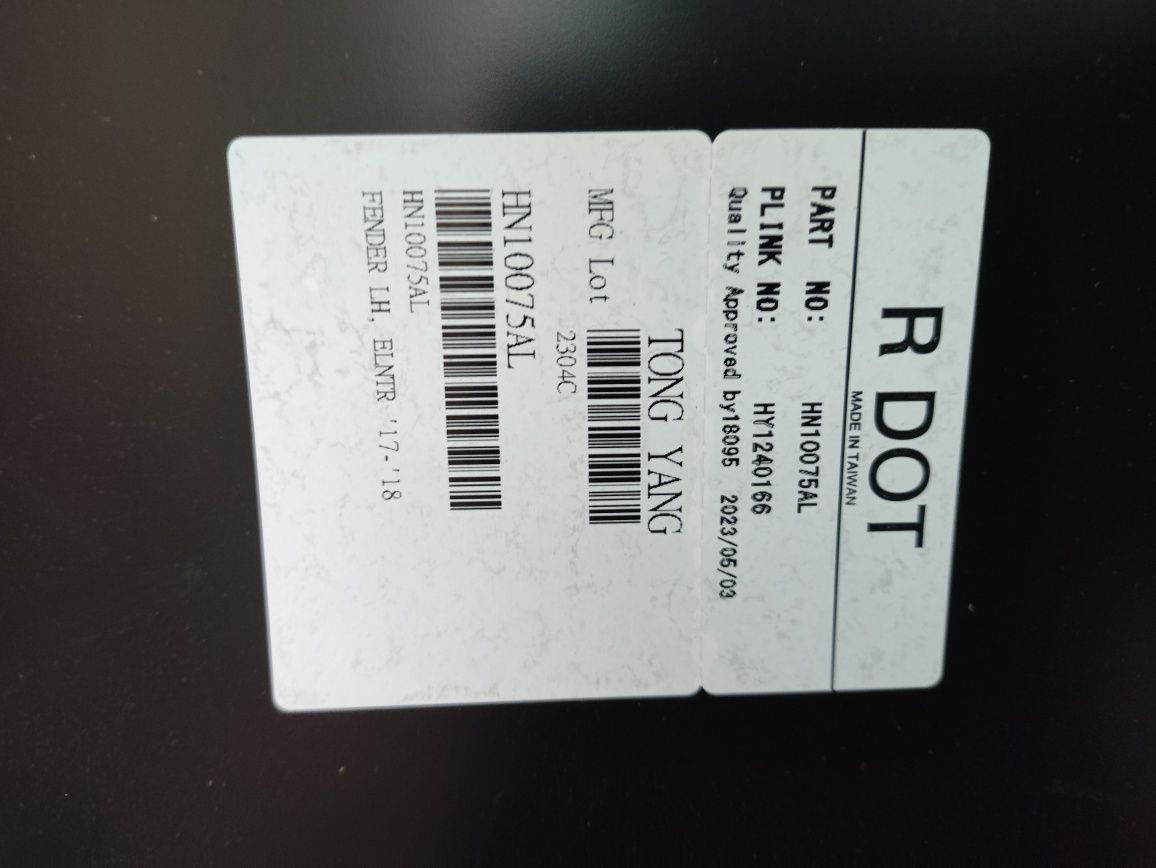 R DOT
MADE IN TAIWAN
PART NO: HN10075AL
PLINK NO: HY1240166
Quality Approved by18095 2023/05/03
TONG YANG
MFG Lot
2304C
HN10075AL
HN10075AL
FENDER LH, ELNTR '17-'18